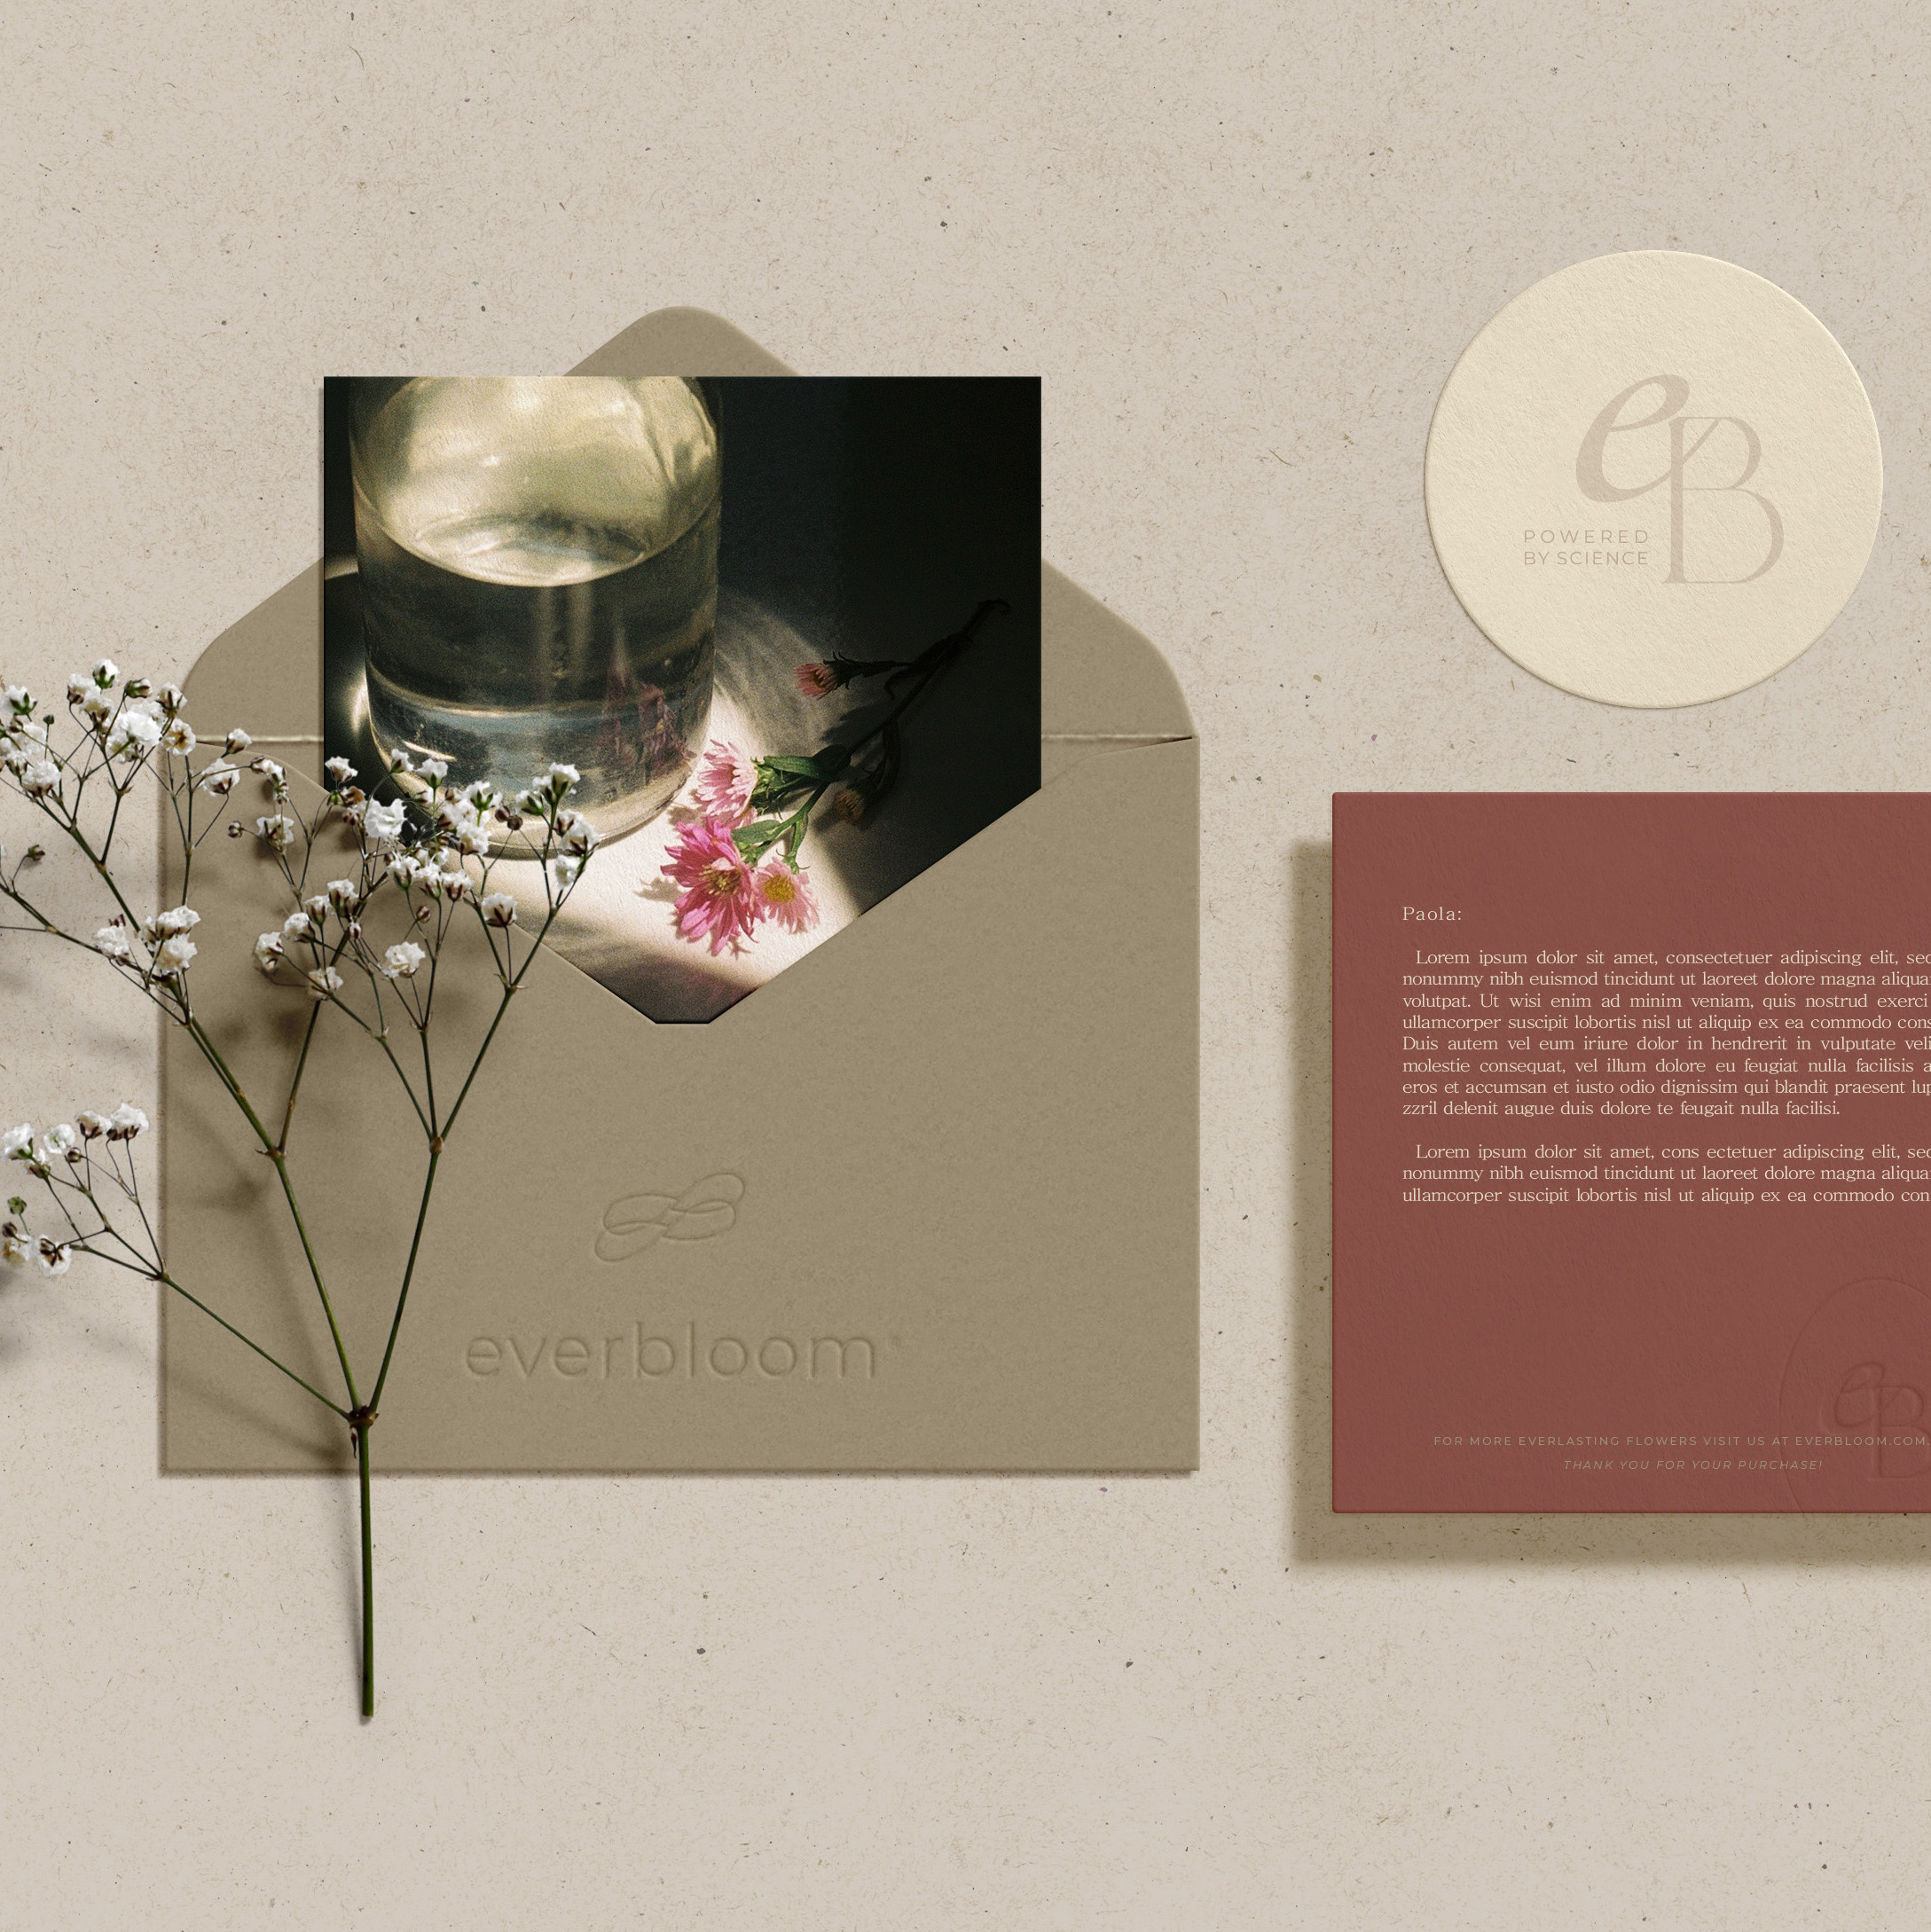 eB
POWERED
BY SCIENCE
everbloom
Paola:
Lorem ipsum dolor sit amet, consectetuer adipiscing elit, sed
nonummy nibh euismod tincidunt ut laoreet dolore magna aliqua
volutpat. Ut wisi enim ad minim veniam, quis nostrud exerci
ullamcorper suscipit lobortis nisl ut aliquip ex ea commodo cons
Duis autem vel eum iriure dolor in hendrerit in vulputate veli
molestie consequat, vel illum dolore eu feugiat nulla facilisis a
eros et accumsan et iusto odio dignissim qui blandit praesent lup
zzril delenit augue duis dolore te feugait nulla facilisi.
Lorem ipsum dolor sit amet, cons ectetuer adipiscing elit, sed
nonummy nibh euismod tincidunt ut laoreet dolore magna aliqua
ullamcorper suscipit lobortis nisl ut aliquip ex ea commodo con
eB
FOR MORE EVERLASTING FLOWERS VISIT US AT EVERBLOOM.COM.
THANK YOU FOR YOUR PURCHASE!